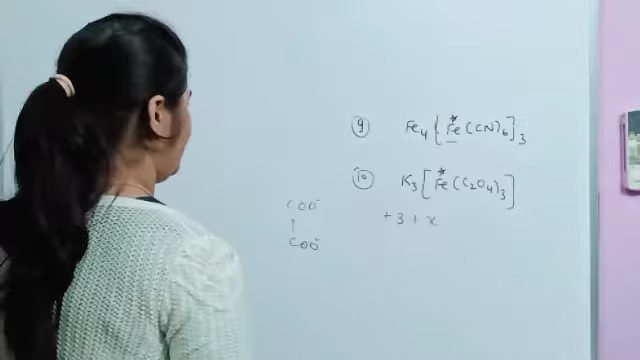 (9) Fe4 { *Fe (CN)6 ]3
(10) K3 [ *Fe (C2O4)3 ]
+3 + x
COO-
|
COO-